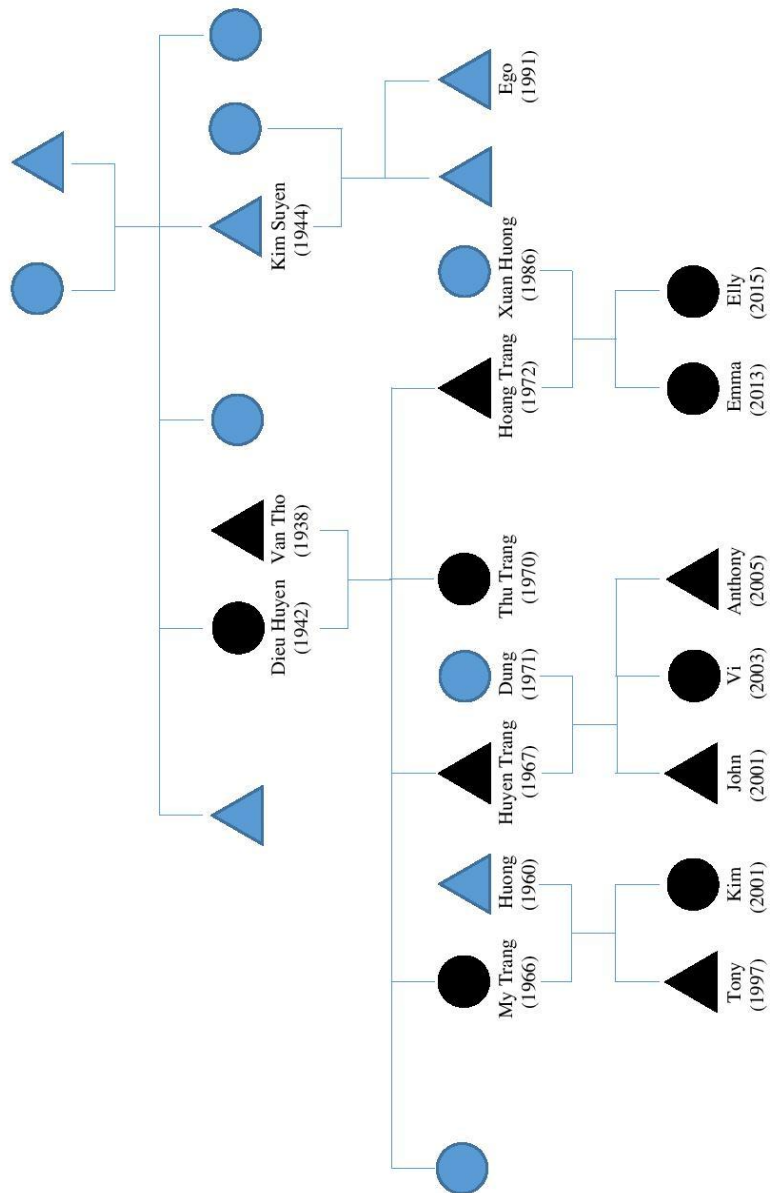 Kim Suyen
(1944)
Dieu Huyen
(1942)
Van Tho
(1938)
Ego
(1991)
My Trang
(1966)
Huong
(1960)
Huyen Trang
(1967)
Dung
(1971)
Thu Trang
(1970)
Hoang Trang
(1972)
Xuan Huong
(1986)
Tony
(1997)
Kim
(2001)
John
(2001)
Vi
(2003)
Anthony
(2005)
Emma
(2013)
Elly
(2015)